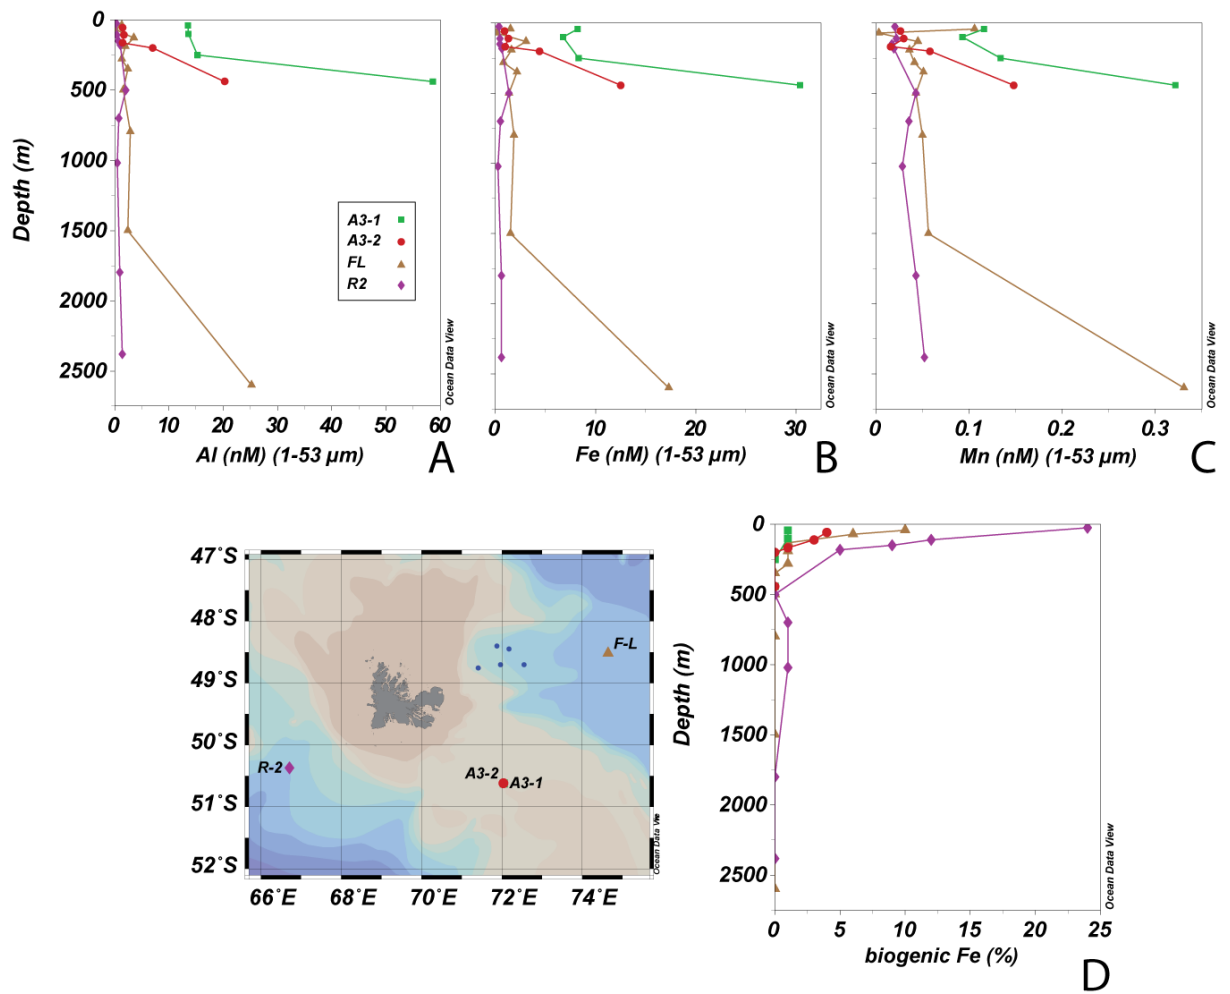 0
500
1000
1500
2000
2500
Depth (m)
A3-1
A3-2
FL
R2
Ocean Data View
0 10 20 30 40 50 60
Al (nM) (1-53 µm)
A
Ocean Data View
0 10 20 30
Fe (nM) (1-53 µm)
B
Ocean Data View
0 0.1 0.2 0.3
Mn (nM) (1-53 µm)
C
47˚S
48˚S
49˚S
50˚S
51˚S
52˚S
F-L
R-2
A3-2
A3-1
Ocean Data View
66˚E 68˚E 70˚E 72˚E 74˚E
0
500
1000
1500
2000
2500
Depth (m)
Ocean Data View
0 5 10 15 20 25
biogenic Fe (%)
D